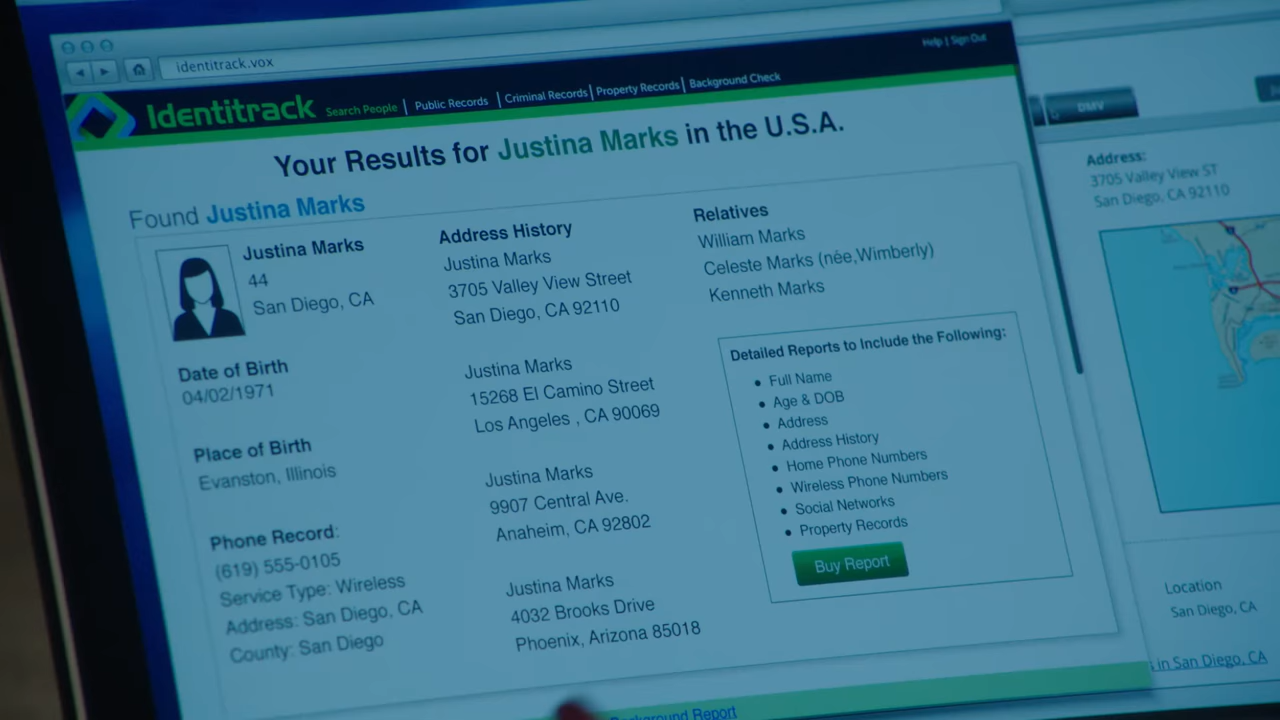 identitrack.vox
Help | Sign Out
Identitrack
Search People | Public Records | Criminal Records | Property Records | Background Check
Your Results for Justina Marks in the U.S.A.
Found Justina Marks
Justina Marks
44
San Diego, CA
Date of Birth
04/02/1971
Place of Birth
Evanston, Illinois
Phone Record:
(619) 555-0105
Service Type: Wireless
Address: San Diego, CA
County: San Diego
Address History
Justina Marks
3705 Valley View Street
San Diego, CA 92110
Justina Marks
15268 El Camino Street
Los Angeles , CA 90069
Justina Marks
9907 Central Ave.
Anaheim, CA 92802
Justina Marks
4032 Brooks Drive
Phoenix, Arizona 85018
Relatives
William Marks
Celeste Marks (née,Wimberly)
Kenneth Marks
Detailed Reports to Include the Following:
• Full Name
• Age & DOB
• Address
• Address History
• Home Phone Numbers
• Wireless Phone Numbers
• Social Networks
• Property Records
Buy Report
Background Report
DMV
Address:
3705 Valley View ST
San Diego, CA 92110
Location
San Diego, CA
in San Diego, CA